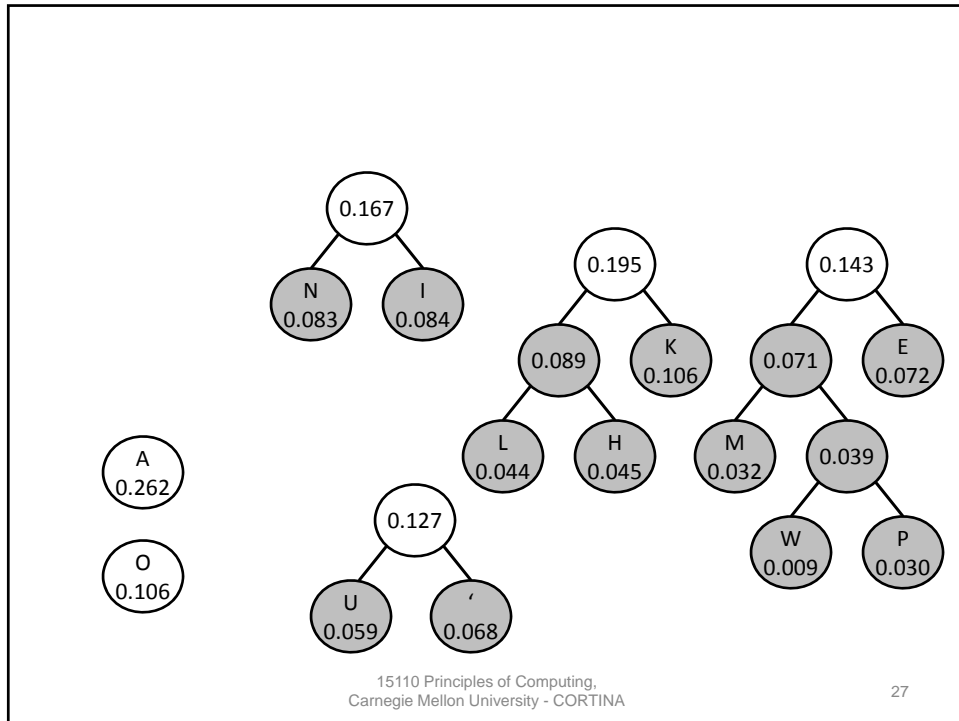 0.167
N
0.083
I
0.084
0.195
0.143
0.089
K
0.106
0.071
E
0.072
L
0.044
H
0.045
M
0.032
0.039
A
0.262
0.127
W
0.009
P
0.030
O
0.106
U
0.059
‘
0.068
15110 Principles of Computing,
Carnegie Mellon University - CORTINA
27